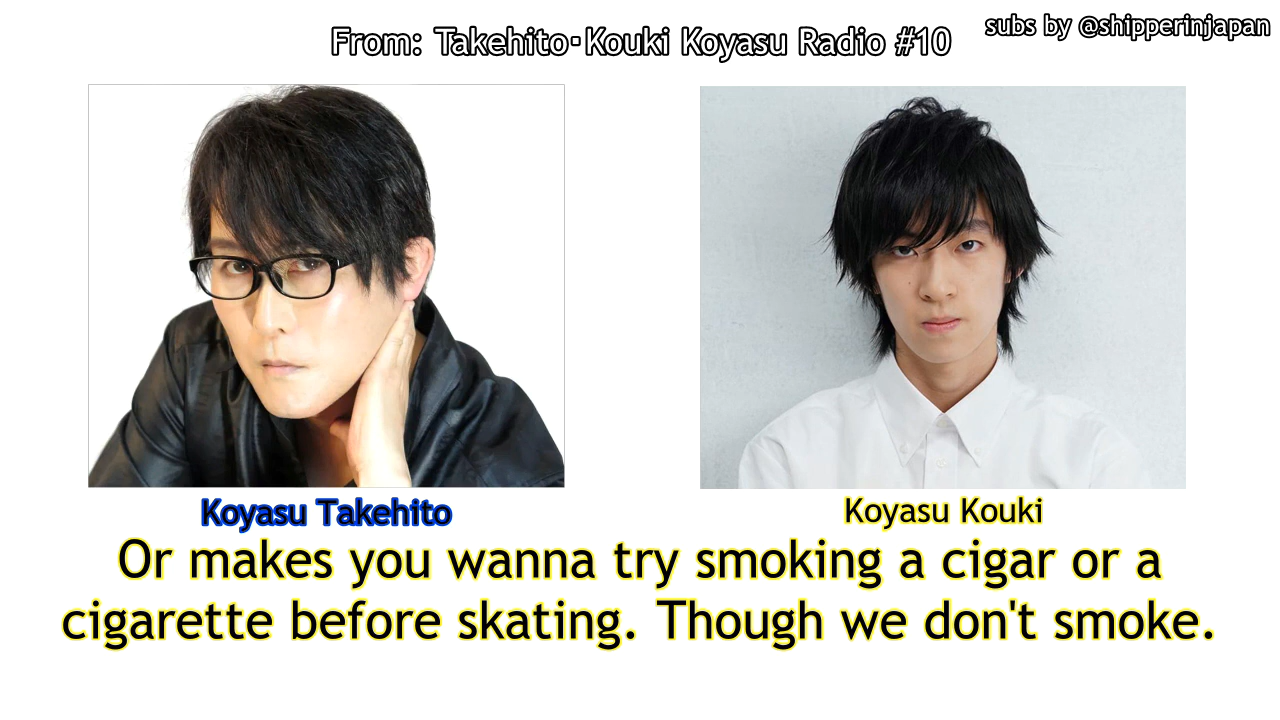 From: Takehito・Kouki Koyasu Radio #10
subs by @shipperinjapan
Koyasu Takehito
Koyasu Kouki
Or makes you wanna try smoking a cigar or a
cigarette before skating. Though we don't smoke.